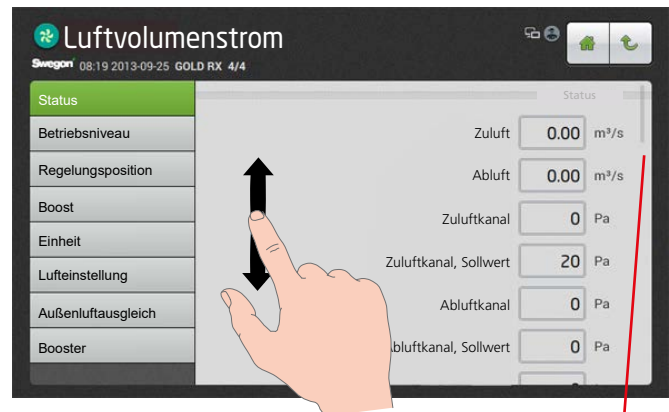 Luftvolumenstrom
Swegon 08:19 2013-09-25 GOLD RX 4/4
Status
Status
Betriebsniveau
Regelungsposition
Boost
Einheit
Lufteinstellung
Außenluftausgleich
Booster
Zuluft 0.00 m³/s
Abluft 0.00 m³/s
Zuluftkanal 0 Pa
Zuluftkanal, Sollwert 20 Pa
Abluftkanal 0 Pa
Abluftkanal, Sollwert 0 Pa